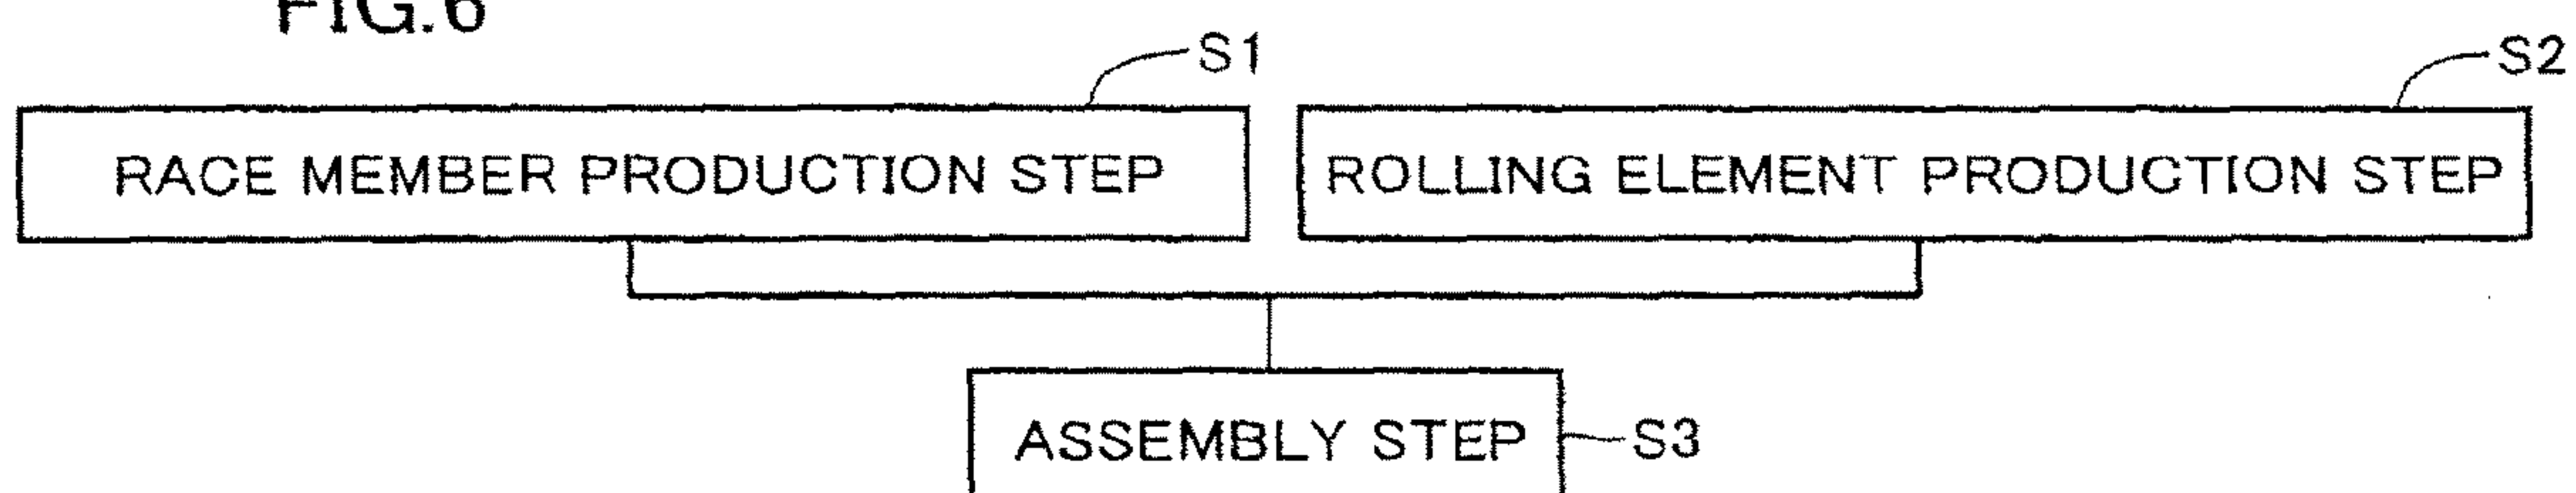 FIG.6
S1
S2
RACE MEMBER PRODUCTION STEP
ROLLING ELEMENT PRODUCTION STEP
ASSEMBLY STEP
S3